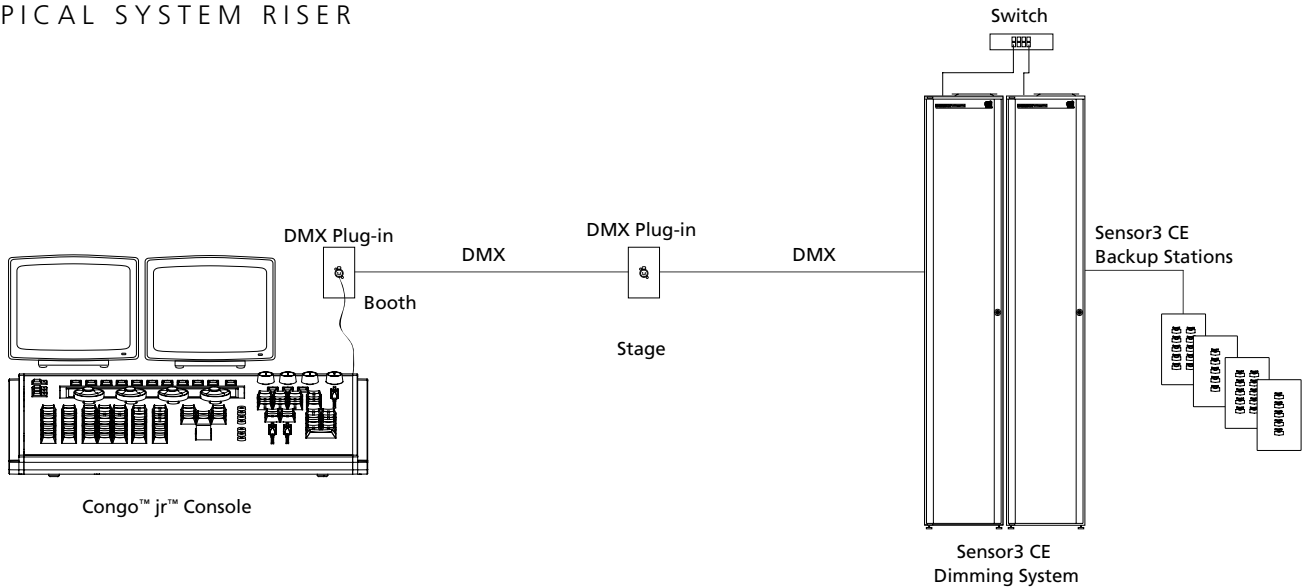 PICAL SYSTEM RISER
Switch
DMX Plug-in
DMX
DMX Plug-in
DMX
Sensor3 CE
Backup Stations
Booth
Stage
Congo™ jr™ Console
Sensor3 CE
Dimming System